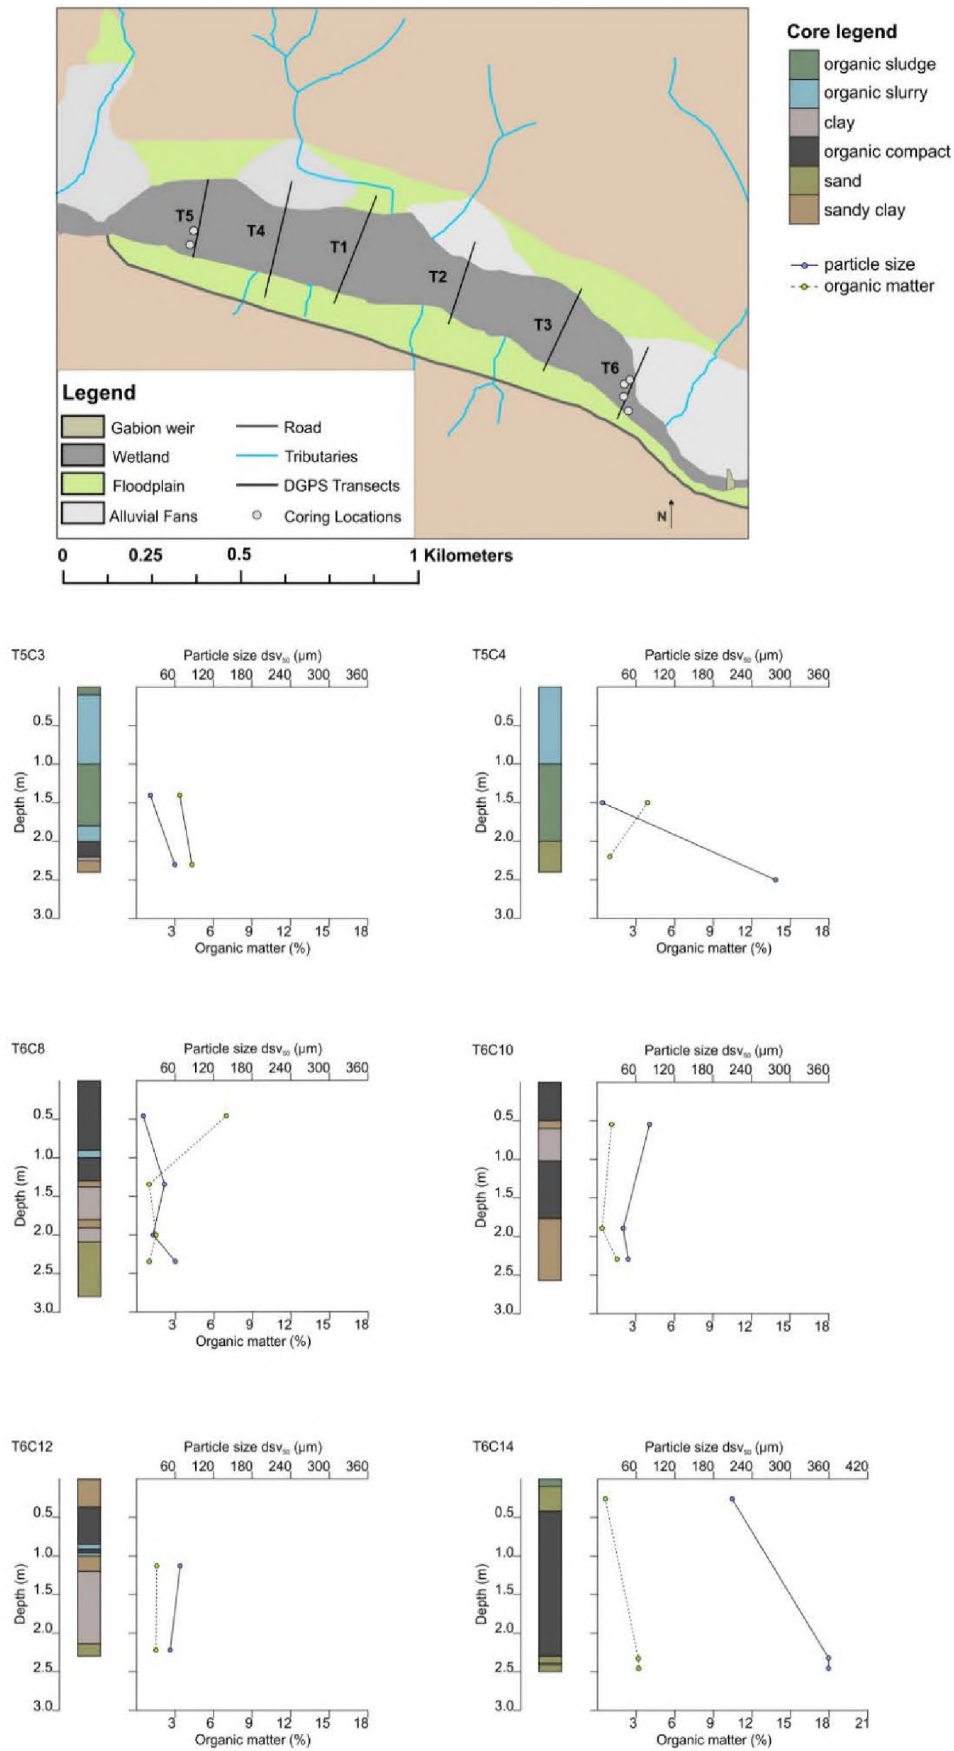 Core legend
organic sludge
organic slurry
clay
organic compact
sand
sandy clay
particle size
organic matter
T5
T4
T1
T2
T3
T6
Legend
Gabion weir
Road
Wetland
Tributaries
Floodplain
DGPS Transects
Alluvial Fans
Coring Locations
N
0 0.25 0.5 1 Kilometers
T5C3
Particle size dsv₅₀ (µm)
60 120 180 240 300 360
Depth (m)
0.5
1.0
1.5
2.0
2.5
3.0
3 6 9 12 15 18
Organic matter (%)
T5C4
Particle size dsv₅₀ (µm)
60 120 180 240 300 360
Depth (m)
0.5
1.0
1.5
2.0
2.5
3.0
3 6 9 12 15 18
Organic matter (%)
T6C8
Particle size dsv₅₀ (µm)
60 120 180 240 300 360
Depth (m)
0.5
1.0
1.5
2.0
2.5
3.0
3 6 9 12 15 18
Organic matter (%)
T6C10
Particle size dsv₅₀ (µm)
60 120 180 240 300 360
Depth (m)
0.5
1.0
1.5
2.0
2.5
3.0
3 6 9 12 15 18
T6C12
Particle size dsv₅₀ (µm)
60 120 180 240 300 360
Depth (m)
0.5
1.0
1.5
2.0
2.5
3.0
3 6 9 12 15 18
Organic matter (%)
T6C14
Particle size dsv₅₀ (µm)
60 120 180 240 300 360 420
Depth (m)
0.5
1.0
1.5
2.0
2.5
3.0
3 6 9 12 15 18 21
Organic matter (%)